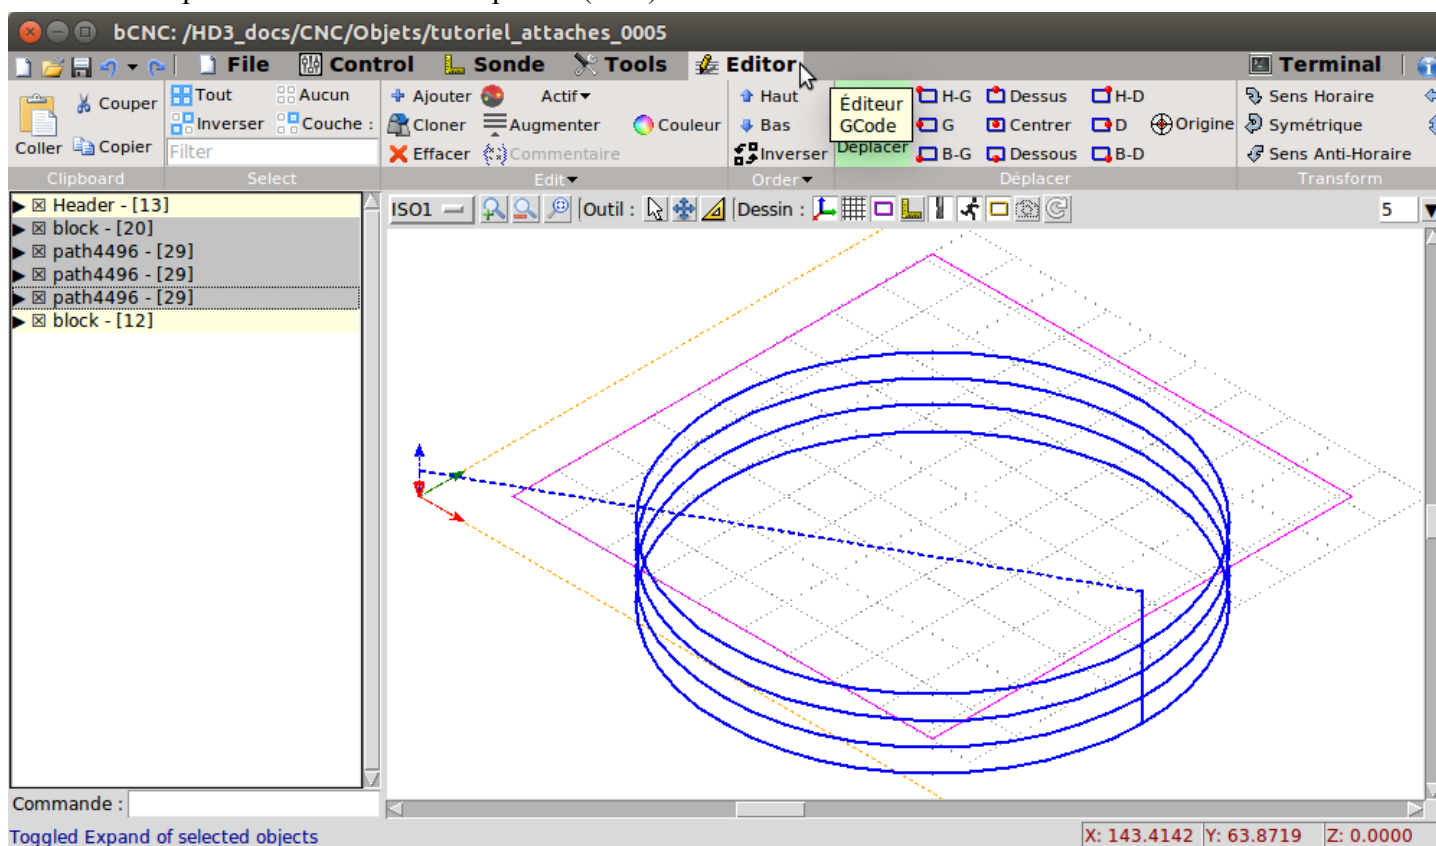 bCNC: /HD3_docs/CNC/Objets/tutoriel_attaches_0005
File Control Sonde Tools Editor Terminal
Coller Couper Copier
Tout Aucun
Inverser Couche :
Filter
Ajouter Actif
Cloner Augmenter Couleur
Effacer Commentaire
Haut
Bas
Inverser
Éditeur
GCode
Déplacer
H-G Dessus H-D
G Centrer D Origine
B-G Dessous B-D
Sens Horaire
Symétrique
Sens Anti-Horaire
Clipboard Select Edit Order Déplacer Transform
Header - [13]
block - [20]
path4496 - [29]
path4496 - [29]
path4496 - [29]
block - [12]
ISO1 Outil : Dessin : 5
Commande :
Toggled Expand of selected objects X: 143.4142 Y: 63.8719 Z: 0.0000